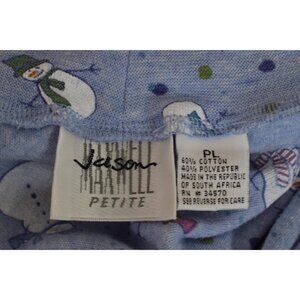 Jason
MAXWELL
PETITE
PL
60% COTTON
40% POLYESTER
MADE IN THE REPUBLIC
OF SOUTH AFRICA
RN # 34570
SEE REVERSE FOR CARE